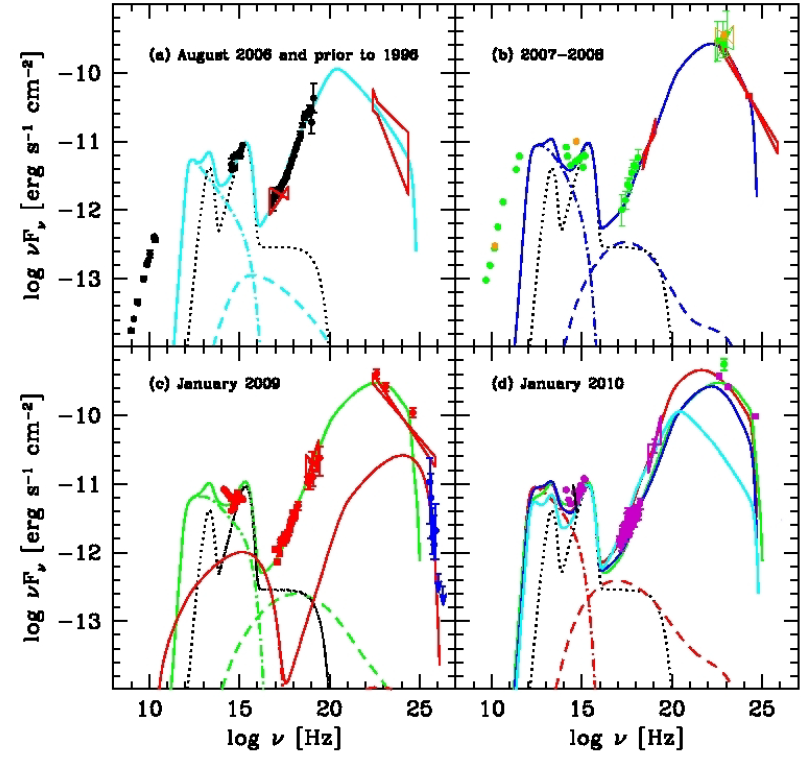 (a) August 2006 and prior to 1996
(b) 2007-2008
log νFν [erg s⁻¹ cm⁻²]
-10
-11
-12
-13
(c) January 2009
(d) January 2010
log νFν [erg s⁻¹ cm⁻²]
-10
-11
-12
-13
10 15 20 25
10 15 20 25
log ν [Hz]
log ν [Hz]